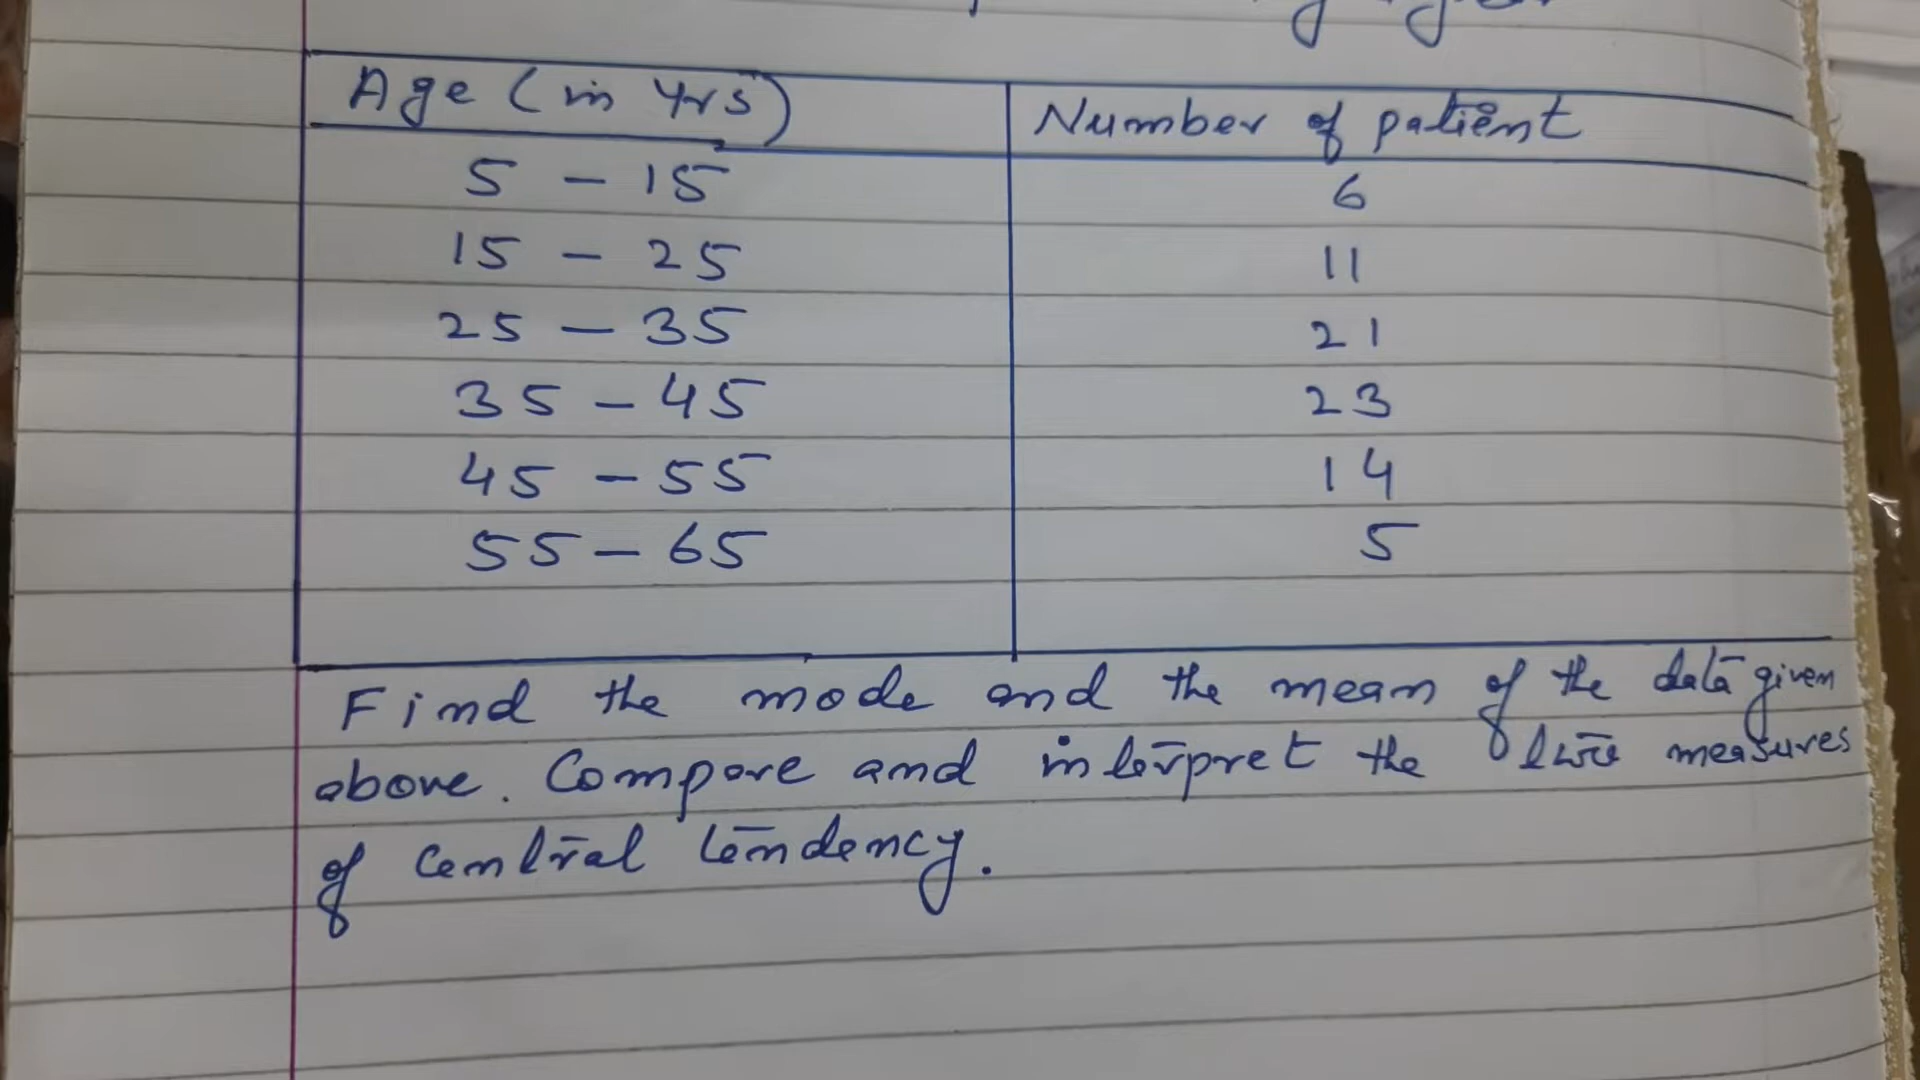 Age (in yrs) Number of patient
5 - 15 6
15 - 25 11
25 - 35 21
35 - 45 23
45 - 55 14
55 - 65 5
Find the mode and the mean of the data given
above. Compare and interpret the two measures
of central tendency.